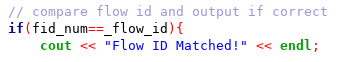 // compare flow id and output if correct
if(fid_num==_flow_id){
    cout << "Flow ID Matched!" << endl;